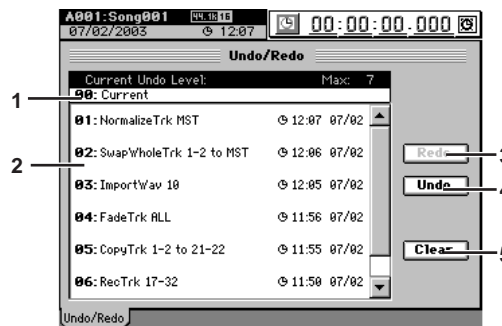 A001:Song001 44.1K 16
07/02/2003 12:07 00:00:00.000
Undo/Redo
Current Undo Level: Max: 7
00: Current
01: NormalizeTrk MST 12:07 07/02
02: SwapWholeTrk 1-2 to MST 12:06 07/02
03: ImportWav 10 12:05 07/02
04: FadeTrk ALL 11:56 07/02
05: CopyTrk 1-2 to 21-22 11:55 07/02
06: RecTrk 17-32 11:50 07/02
Redo
Undo
Clear
Undo/Redo
1
2
3
4
5